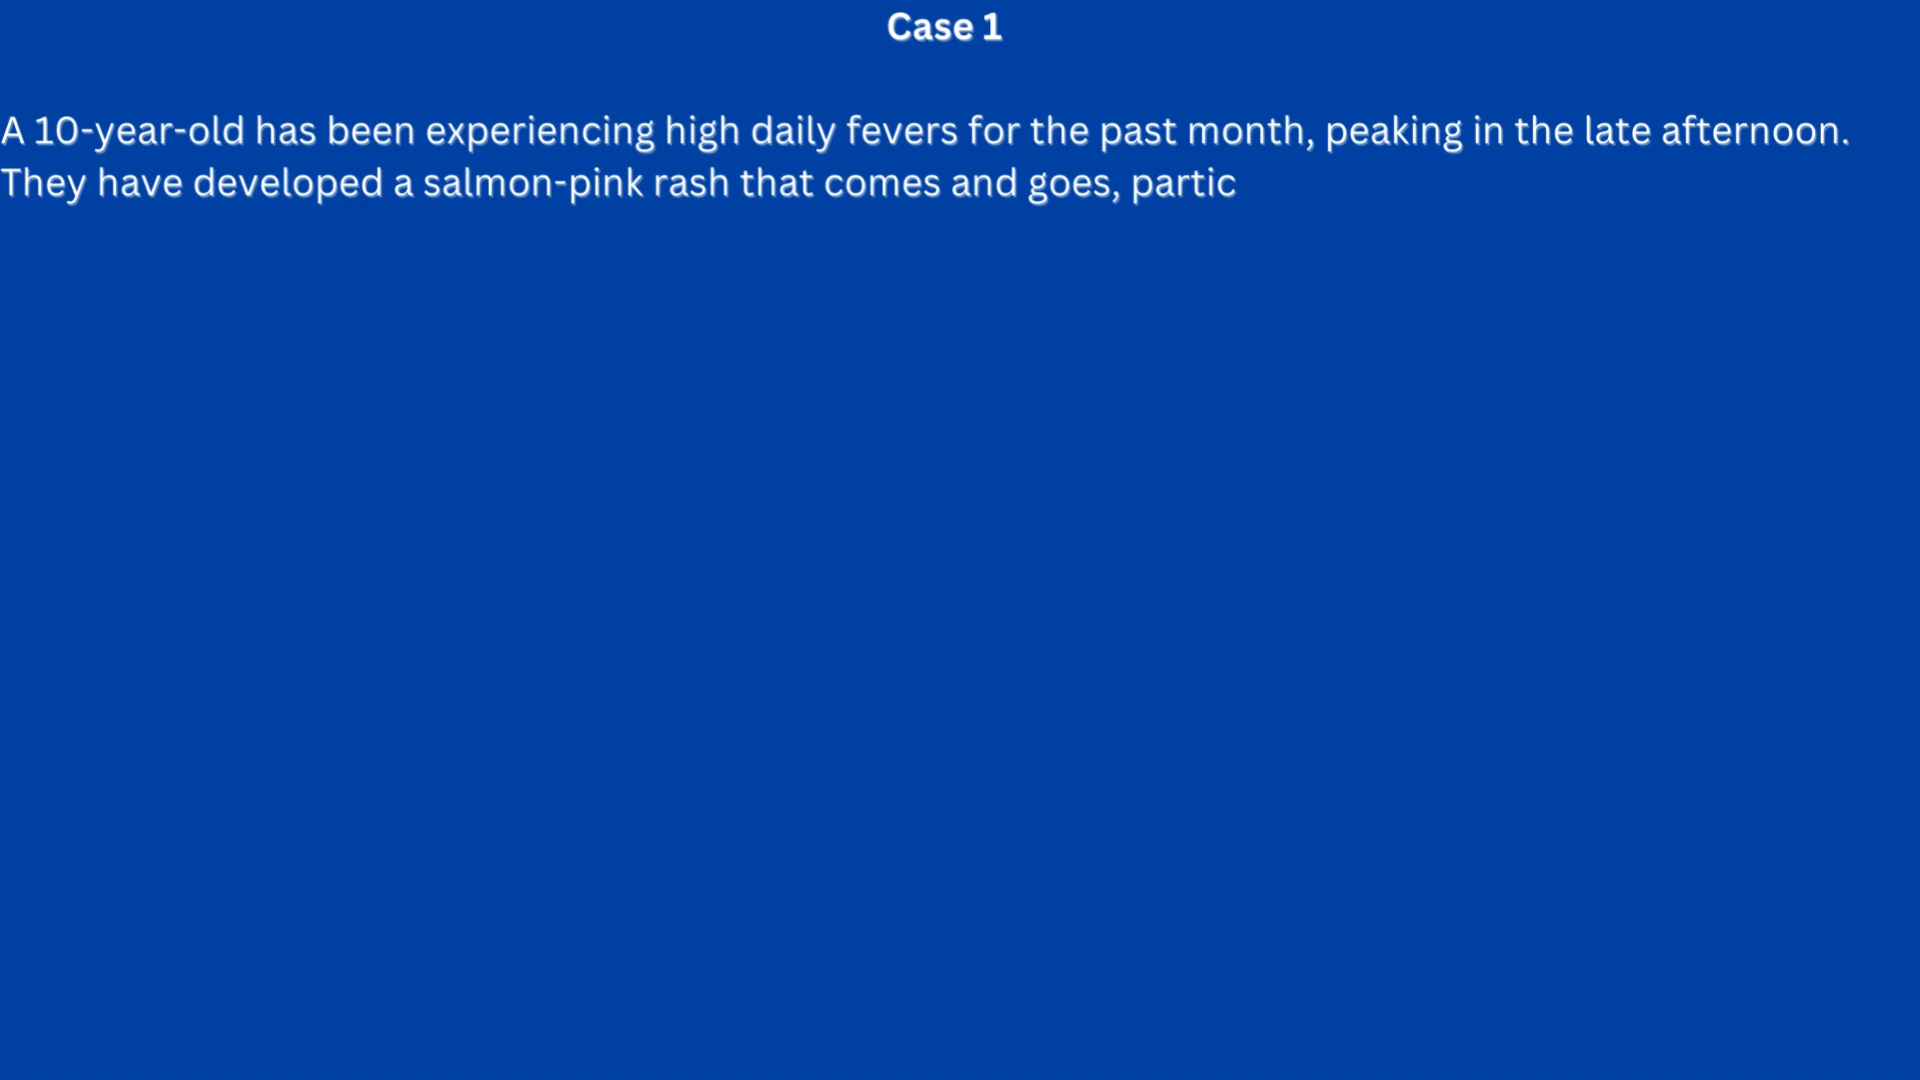 Case 1
A 10-year-old has been experiencing high daily fevers for the past month, peaking in the late afternoon.
They have developed a salmon-pink rash that comes and goes, partic